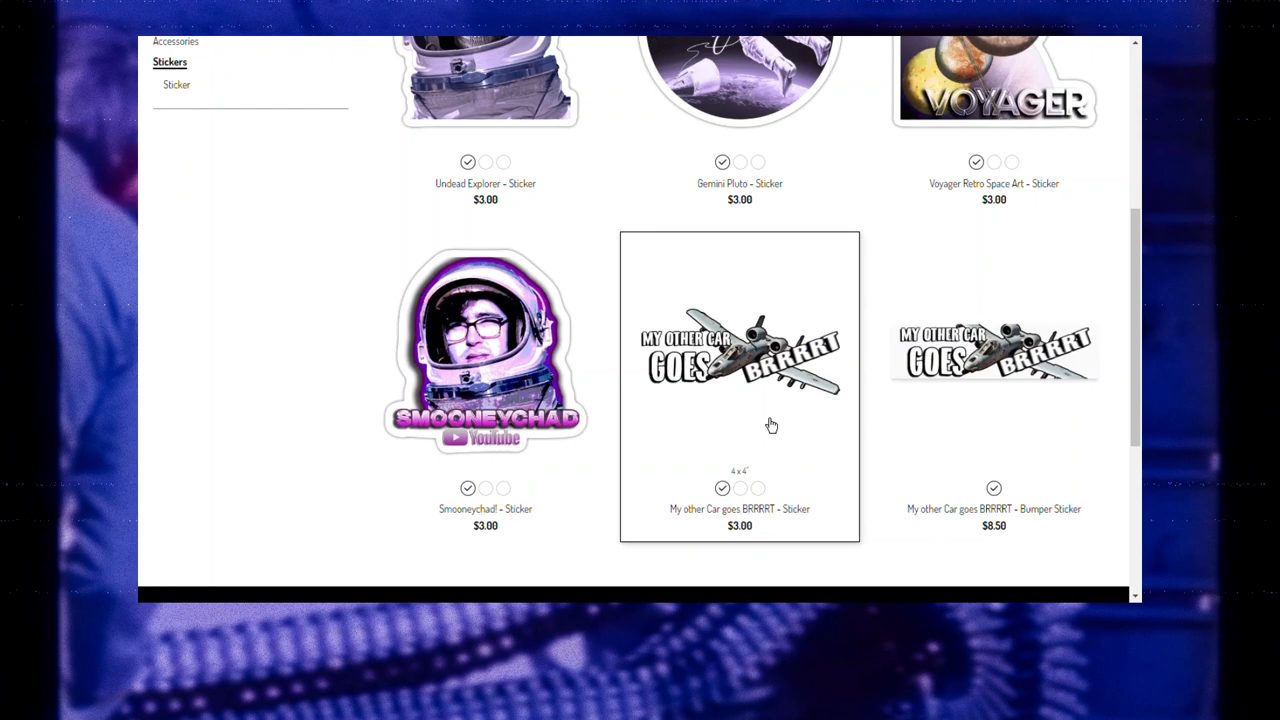 Accessories
Stickers
Sticker
VOYAGER
Undead Explorer - Sticker
$3.00
Gemini Pluto - Sticker
$3.00
Voyager Retro Space Art - Sticker
$3.00
SMOONEYCHAD
YouTube
MY OTHER CAR
GOES BRRRRT
MY OTHER CAR
GOES BRRRRT
4 x 4"
Smooneychad! - Sticker
$3.00
My other Car goes BRRRRT - Sticker
$3.00
My other Car goes BRRRRT - Bumper Sticker
$8.50